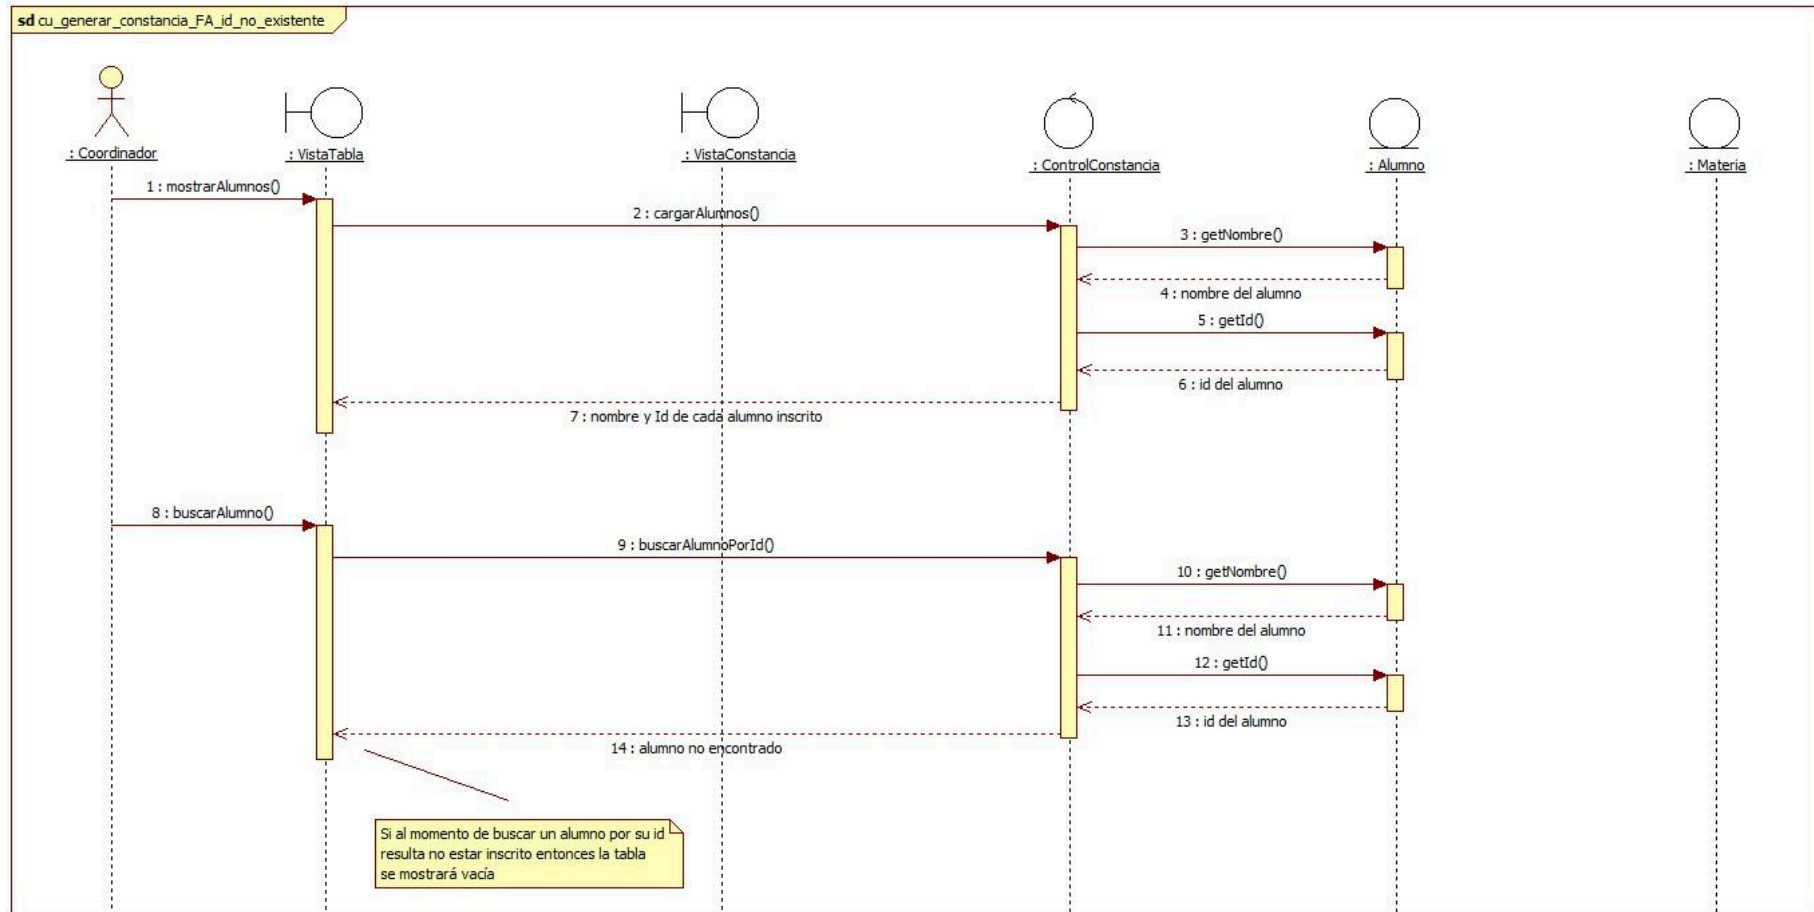 sd cu_generar_constancia_FA_id_no_existente
: Coordinador
: VistaTabla
: VistaConstancia
: ControlConstancia
: Alumno
: Materia
1 : mostrarAlumnos()
2 : cargarAlumnos()
3 : getNombre()
4 : nombre del alumno
5 : getId()
6 : id del alumno
7 : nombre y Id de cada alumno inscrito
8 : buscarAlumno()
9 : buscarAlumnoPorId()
10 : getNombre()
11 : nombre del alumno
12 : getId()
13 : id del alumno
14 : alumno no encontrado
Si al momento de buscar un alumno por su id
resulta no estar inscrito entonces la tabla
se mostrará vacía